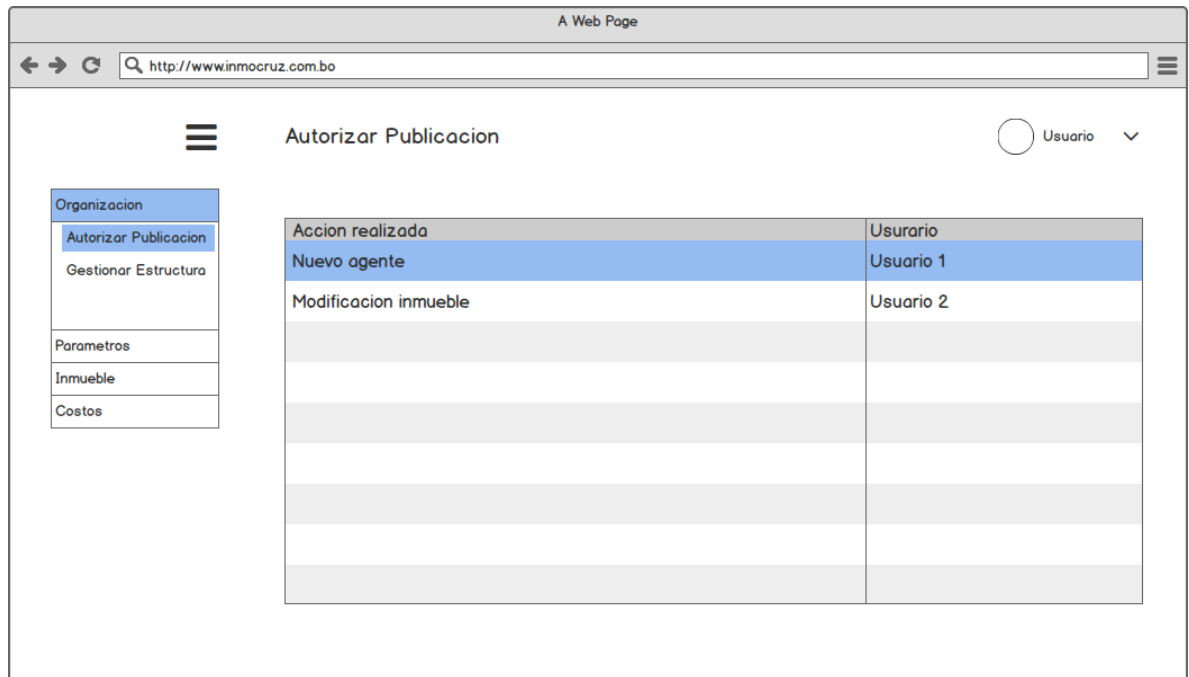 A Web Page
http://www.inmocruz.com.bo
Autorizar Publicacion
Usuario
Organizacion
Autorizar Publicacion
Gestionar Estructura
Parametros
Inmueble
Costos
Accion realizada Usurario
Nuevo agente Usuario 1
Modificacion inmueble Usuario 2